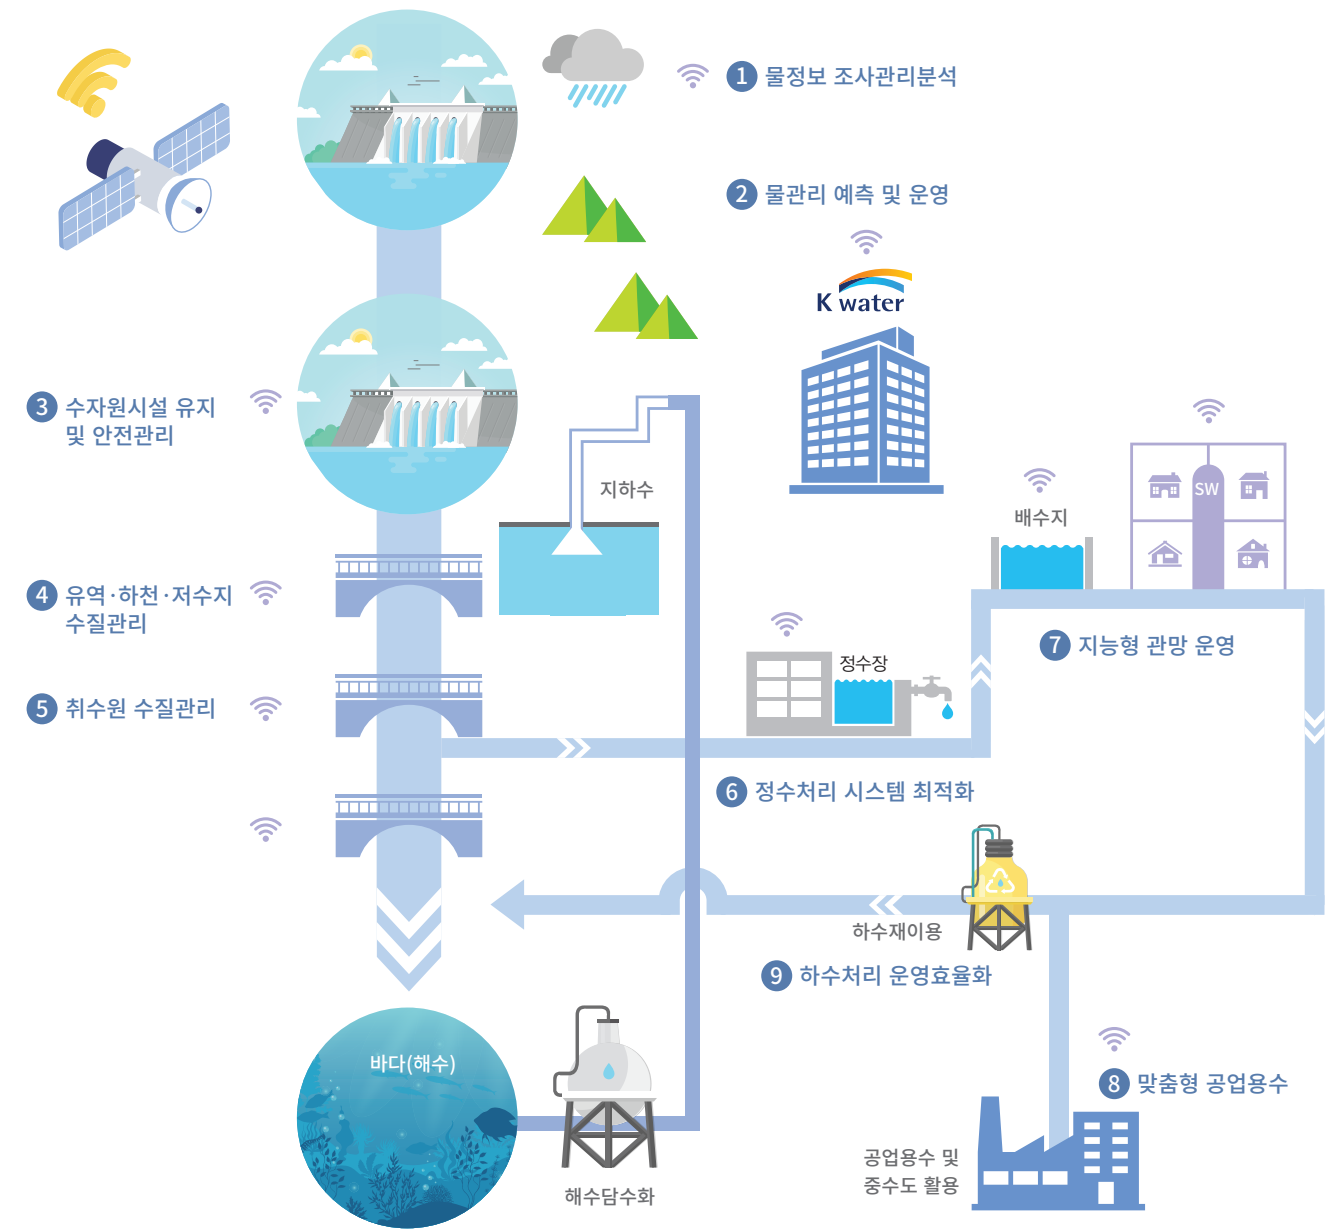 1 물정보 조사관리분석
2 물관리 예측 및 운영
K water
3 수자원시설 유지
및 안전관리
지하수
SW
배수지
4 유역·하천·저수지
수질관리
7 지능형 관망 운영
정수장
5 취수원 수질관리
6 정수처리 시스템 최적화
하수재이용
9 하수처리 운영효율화
바다(해수)
8 맞춤형 공업용수
공업용수 및
중수도 활용
해수담수화